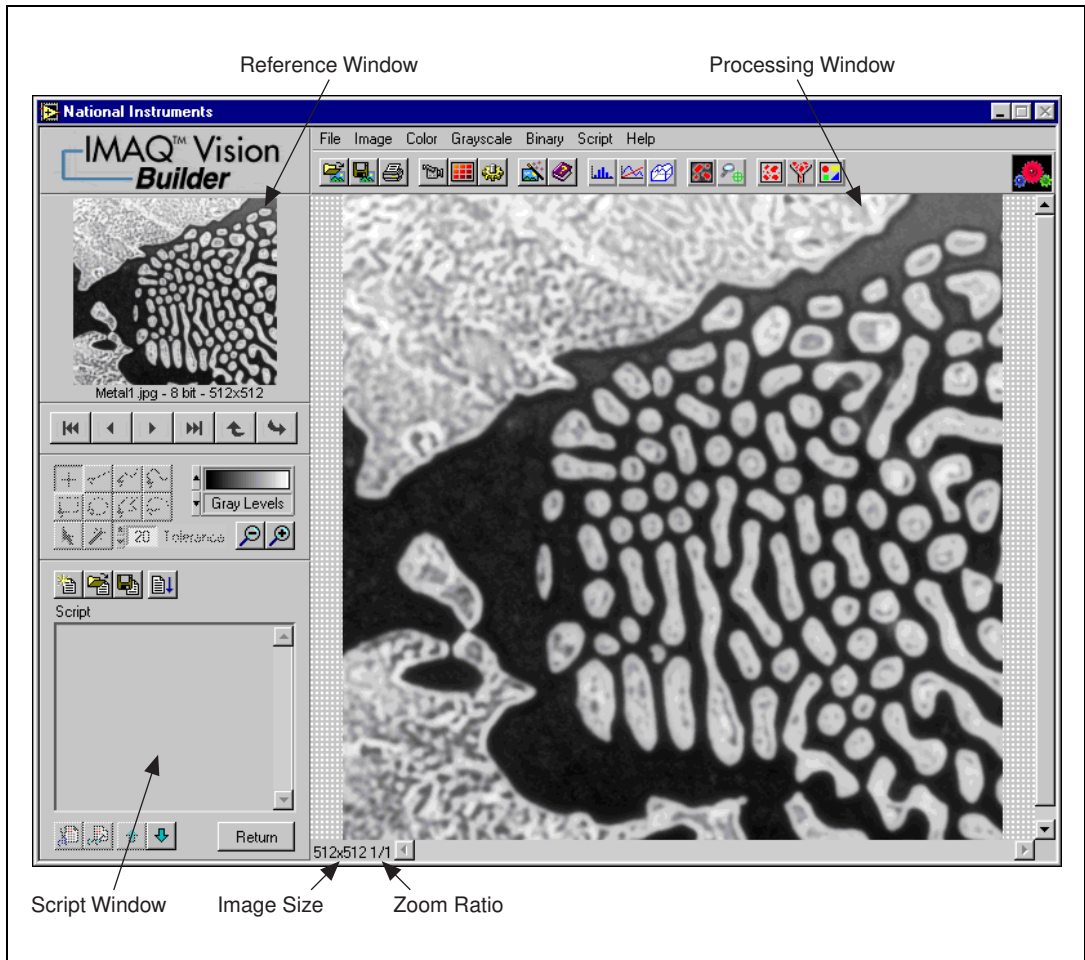 Reference Window
Processing Window
National Instruments
IMAQ™ Vision
Builder
File Image Color Grayscale Binary Script Help
Metal1.jpg - 8 bit - 512x512
Gray Levels
20 Tolerance
Script
Return
512x512 1/1
Script Window
Image Size
Zoom Ratio